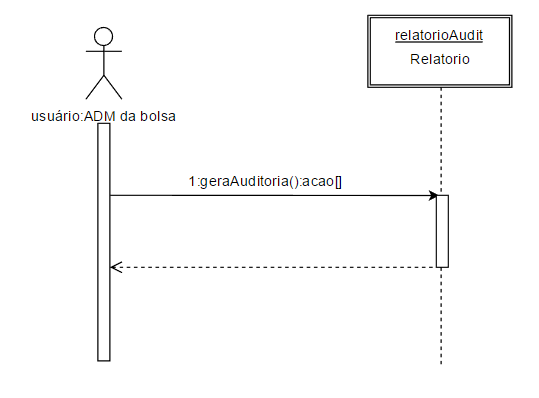 relatorioAudit
Relatorio
usuário:ADM da bolsa
1:geraAuditoria():acao[]